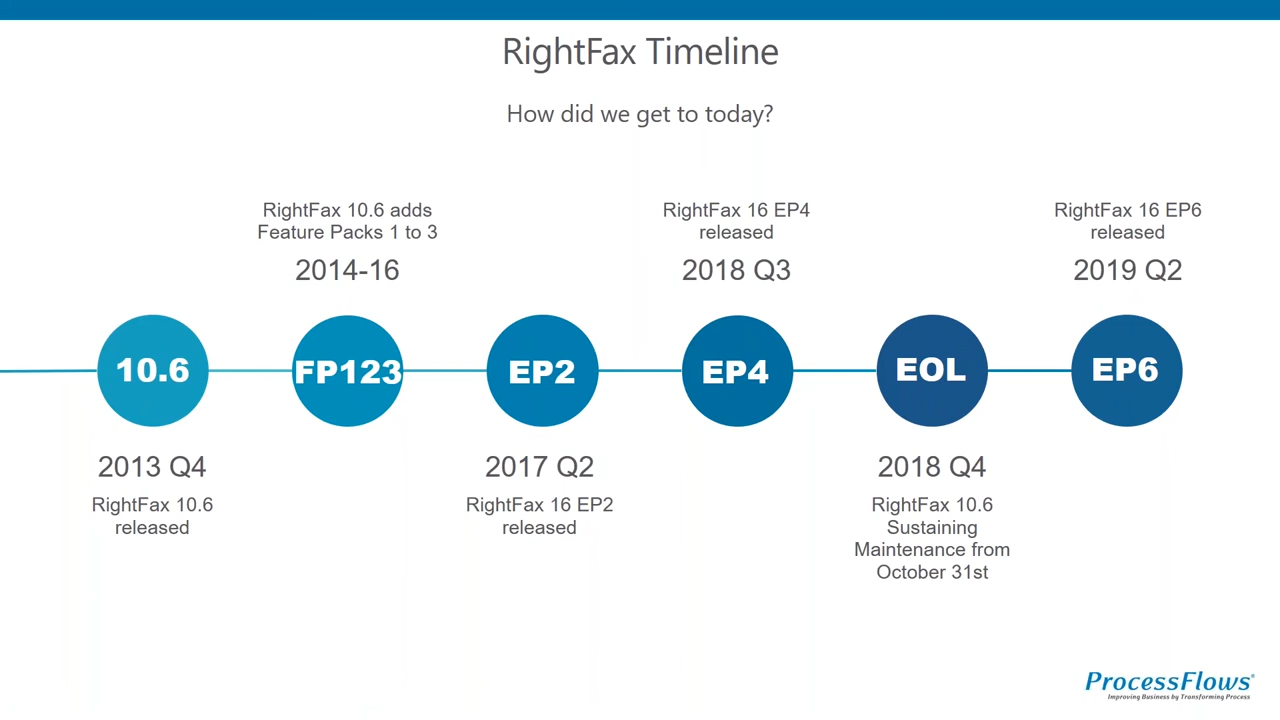 RightFax Timeline
How did we get to today?
RightFax 10.6 adds
Feature Packs 1 to 3
2014-16
RightFax 16 EP4
released
2018 Q3
RightFax 16 EP6
released
2019 Q2
10.6
FP123
EP2
EP4
EOL
EP6
2013 Q4
RightFax 10.6
released
2017 Q2
RightFax 16 EP2
released
2018 Q4
RightFax 10.6
Sustaining
Maintenance from
October 31st
ProcessFlows®
Improving Business by Transforming Process